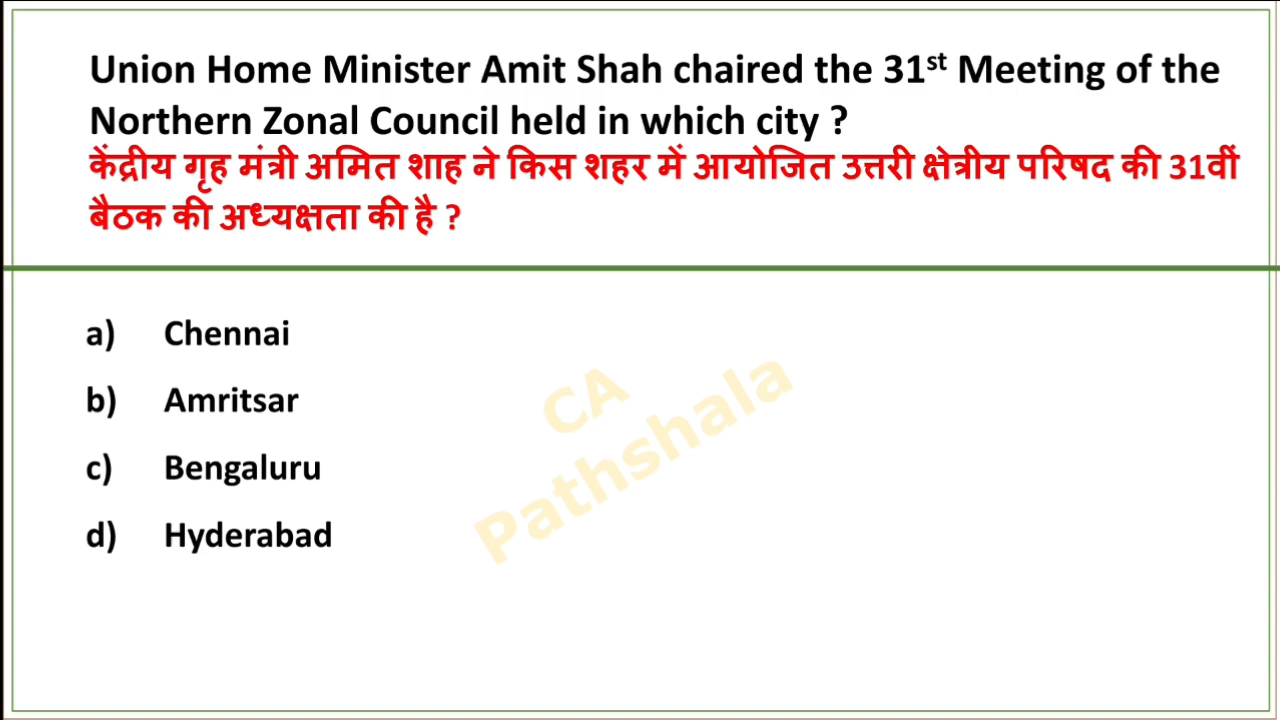 Union Home Minister Amit Shah chaired the 31st Meeting of the
Northern Zonal Council held in which city ?
केंद्रीय गृह मंत्री अमित शाह ने किस शहर में आयोजित उत्तरी क्षेत्रीय परिषद की 31वीं
बैठक की अध्यक्षता की है ?
a) Chennai
b) Amritsar
c) Bengaluru
d) Hyderabad
CA
Pathshala